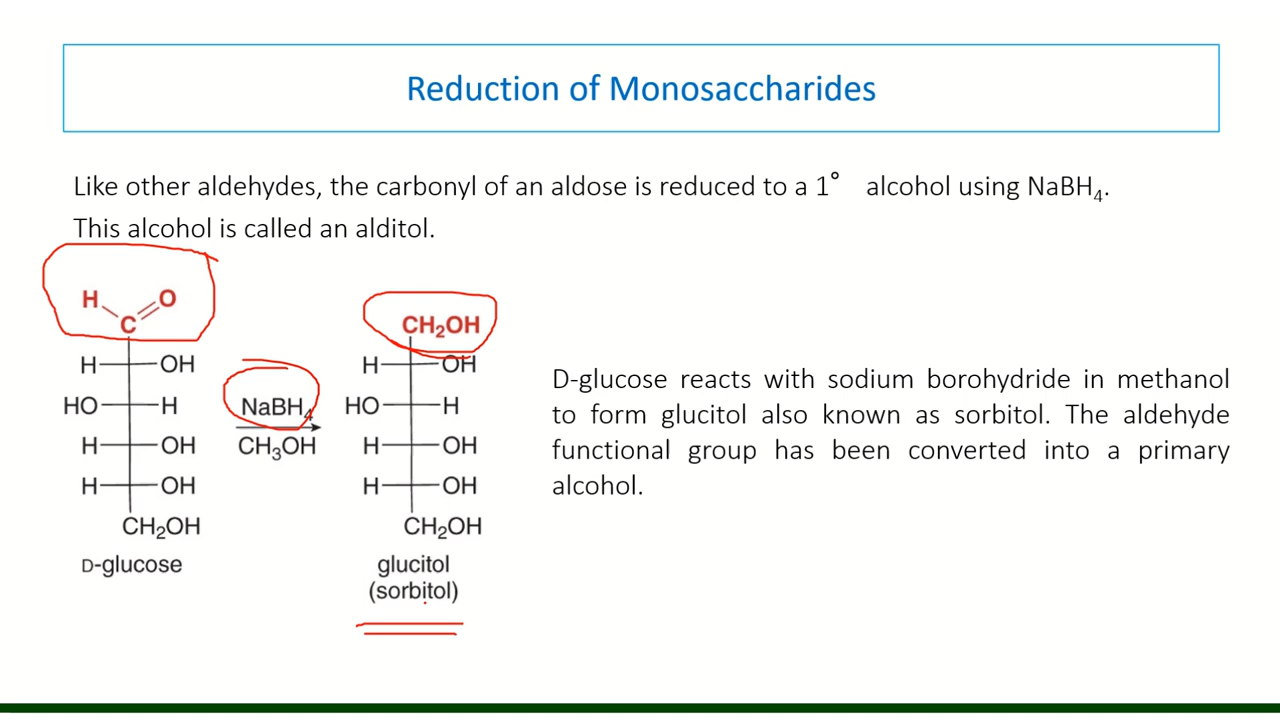 Reduction of Monosaccharides
Like other aldehydes, the carbonyl of an aldose is reduced to a 1° alcohol using NaBH₄.
This alcohol is called an alditol.
H O
C
H OH
HO H
H OH
H OH
CH₂OH
D-glucose
NaBH₄
CH₃OH
CH₂OH
H OH
HO H
H OH
H OH
CH₂OH
glucitol
(sorbitol)
D-glucose reacts with sodium borohydride in methanol
to form glucitol also known as sorbitol. The aldehyde
functional group has been converted into a primary
alcohol.